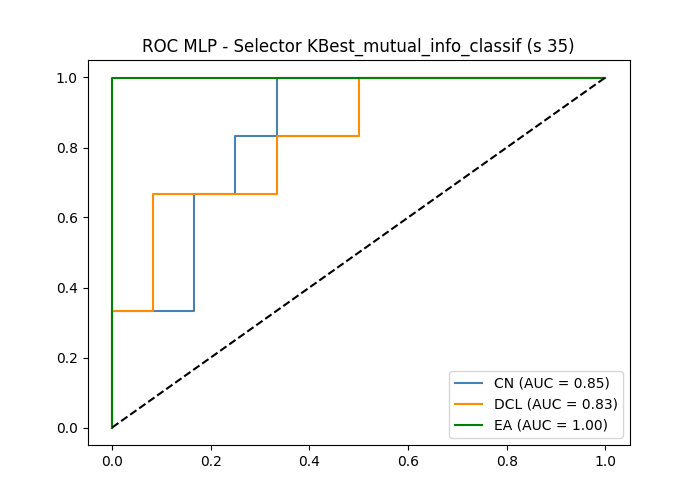 ROC MLP - Selector KBest_mutual_info_classif (s 35)
1.0
0.8
0.6
0.4
0.2
0.0
0.0 0.2 0.4 0.6 0.8 1.0
CN (AUC = 0.85)
DCL (AUC = 0.83)
EA (AUC = 1.00)